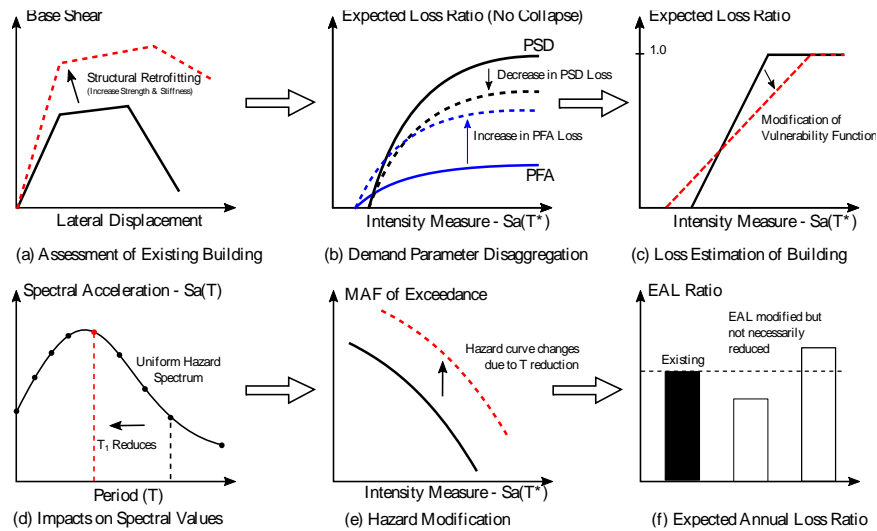 Base Shear
Structural Retrofitting
(Increase Strength & Stiffness)
Lateral Displacement
(a) Assessment of Existing Building
Expected Loss Ratio (No Collapse)
PSD
Decrease in PSD Loss
Increase in PFA Loss
PFA
Intensity Measure - Sa(T*)
(b) Demand Parameter Disaggregation
Expected Loss Ratio
1.0
Modification of
Vulnerability Function
Intensity Measure - Sa(T*)
(c) Loss Estimation of Building
Spectral Acceleration - Sa(T)
Uniform Hazard
Spectrum
T1 Reduces
Period (T)
(d) Impacts on Spectral Values
MAF of Exceedance
Hazard curve changes
due to T reduction
Intensity Measure - Sa(T*)
(e) Hazard Modification
EAL Ratio
EAL modified but
not necessarily
reduced
Existing
(f) Expected Annual Loss Ratio